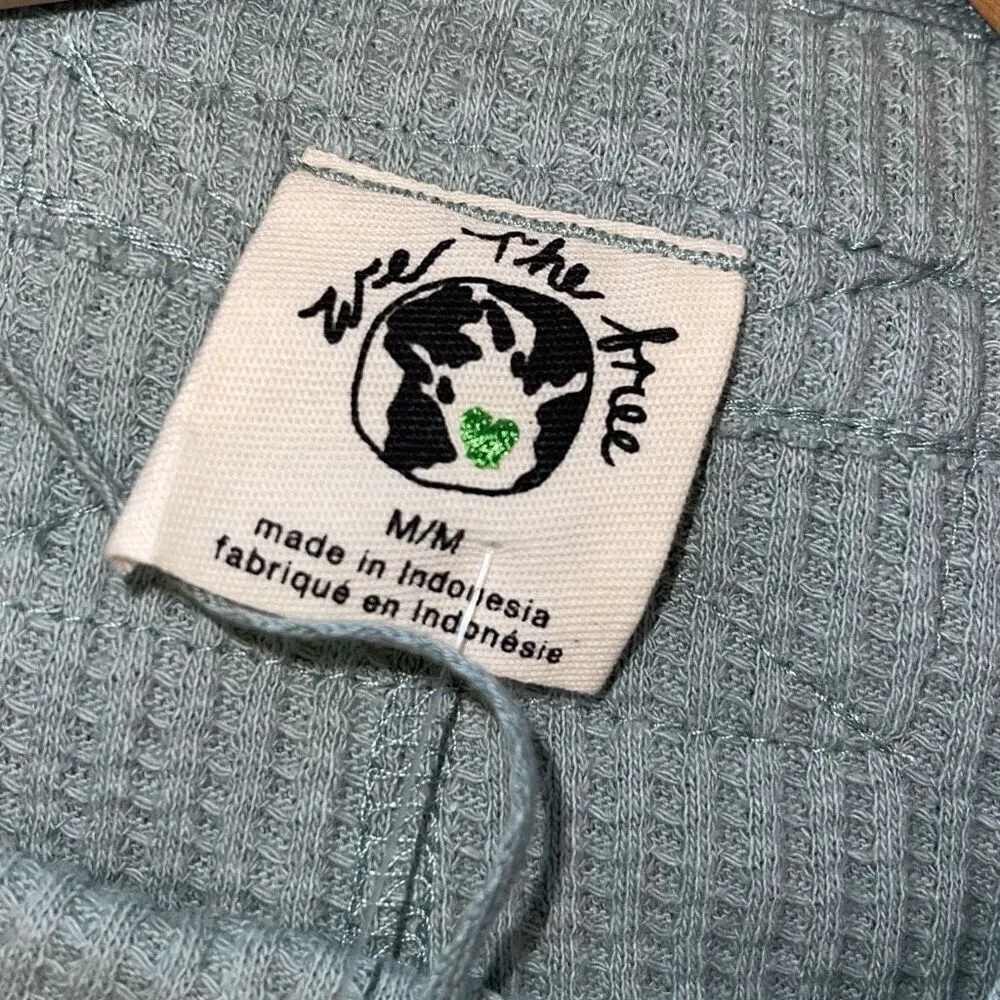 We The free
M/M
made in Indonesia
fabriqué en Indonésie